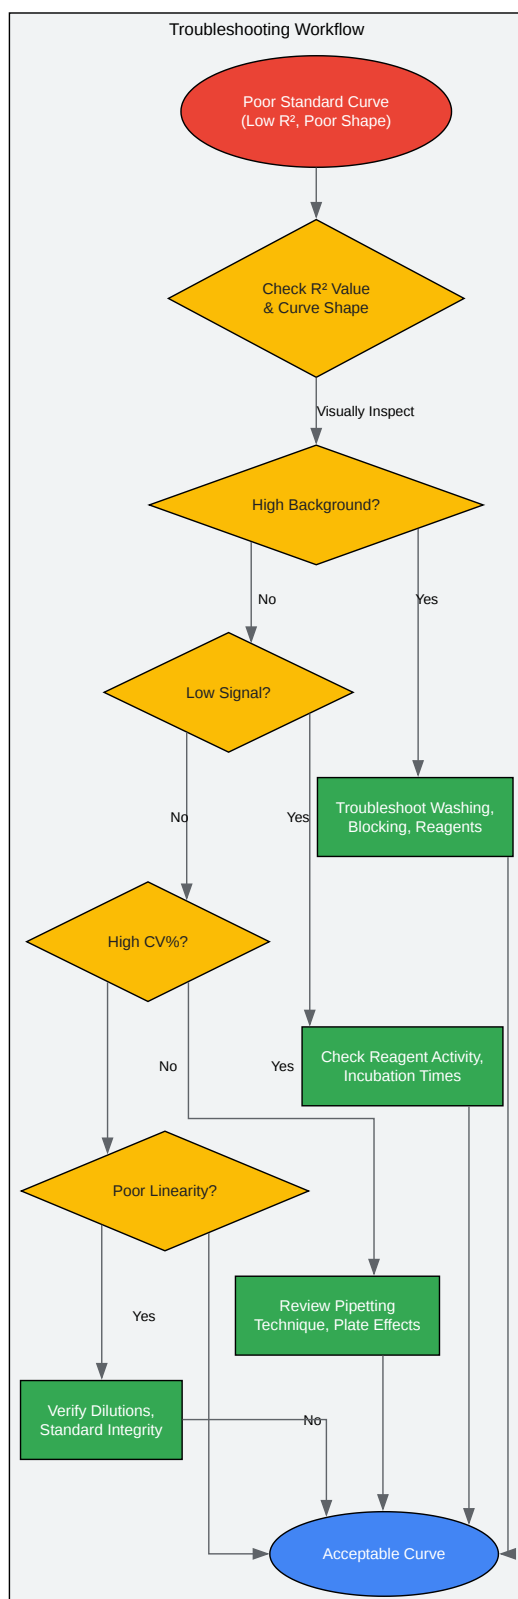 Troubleshooting Workflow
Poor Standard Curve
(Low R², Poor Shape)
Check R² Value
& Curve Shape
Visually Inspect
High Background?
No
Yes
Low Signal?
Troubleshoot Washing,
Blocking, Reagents
No
Yes
High CV%?
Check Reagent Activity,
Incubation Times
No
Yes
Poor Linearity?
Review Pipetting
Technique, Plate Effects
Yes
Verify Dilutions,
Standard Integrity
No
Acceptable Curve